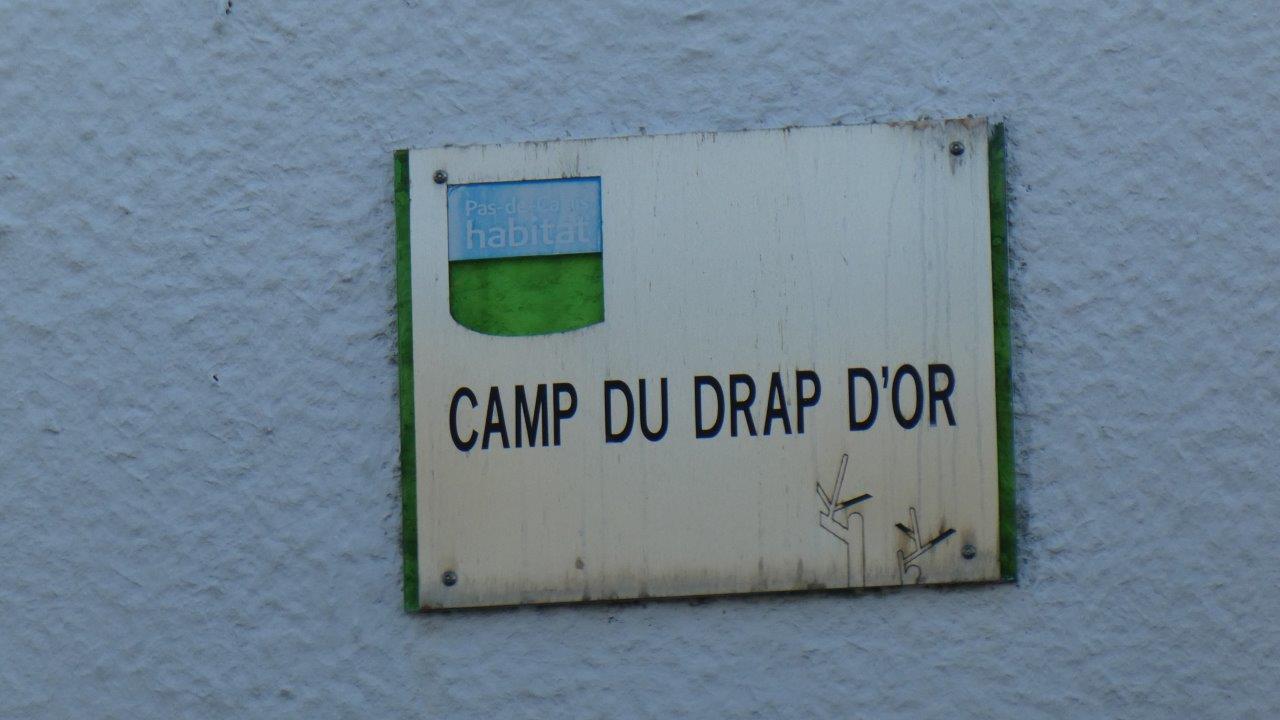 Pas-de-Calais
habitat
CAMP DU DRAP D'OR